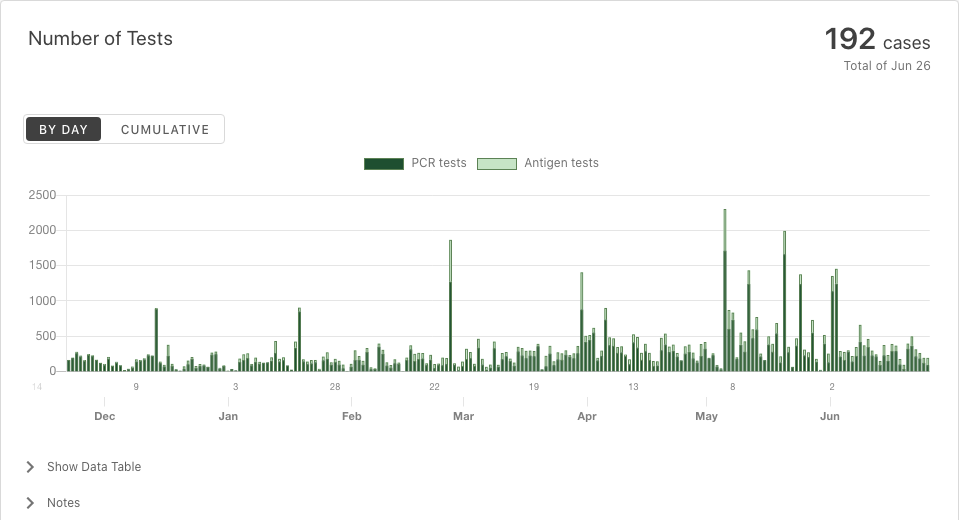 Number of Tests
192 cases
Total of Jun 26
BY DAY
CUMULATIVE
PCR tests
Antigen tests
2500
2000
1500
1000
500
0
14 9 3 28 22 19 13 8 2
Dec Jan Feb Mar Apr May Jun
Show Data Table
Notes